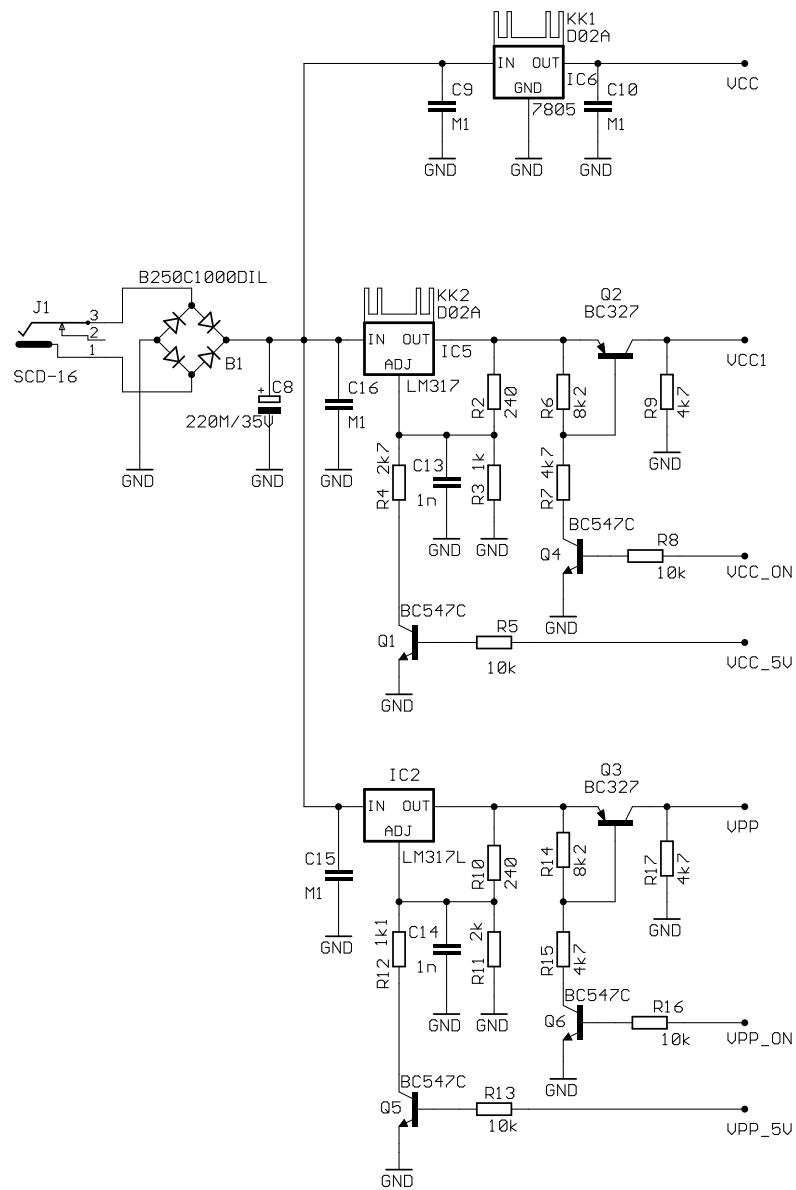 KK1
D02A
IN OUT
GND
IC6
7805
C9
M1
C10
M1
VCC
GND
GND
GND
B250C1000DIL
J1
3
2
1
SCD-16
B1
C8
+
220M/35V
GND
GND
KK2
D02A
IN OUT
ADJ
IC5
LM317
C16
M1
GND
R2
240
R4 2k7
C13
1n
R3 1k
GND
GND
Q2
BC327
R6
8k2
R9
4k7
GND
VCC1
R7 4k7
BC547C
Q4
R8
10k
VCC_ON
GND
BC547C
Q1
R5
10k
VCC_5V
GND
IC2
IN OUT
ADJ
LM317L
C15
M1
GND
R10
240
R12 1k1
C14
1n
R11 2k
GND
GND
Q3
BC327
R14
8k2
R17
4k7
GND
VPP
R15
4k7
BC547C
Q6
R16
10k
VPP_ON
GND
BC547C
Q5
R13
10k
VPP_5V
GND